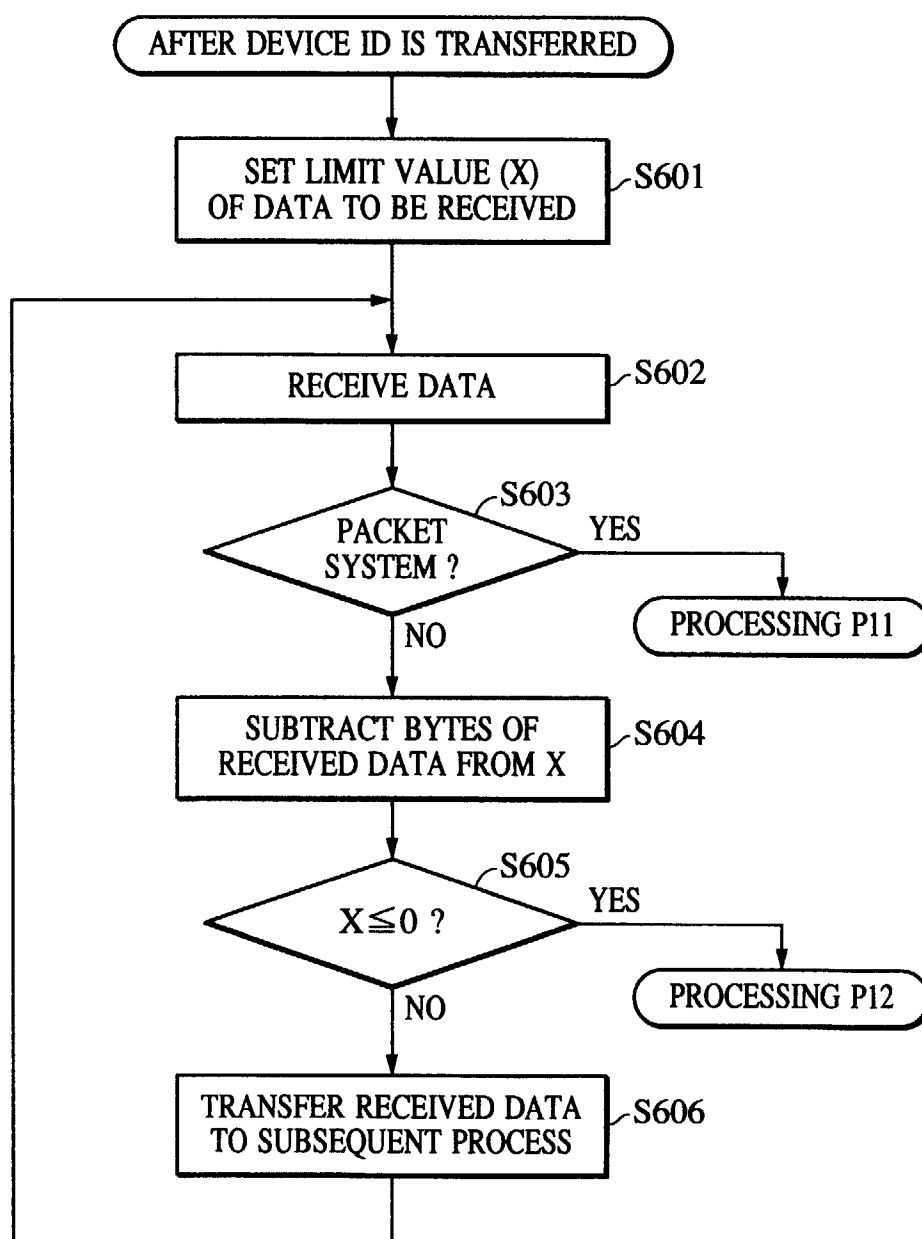 AFTER DEVICE ID IS TRANSFERRED
SET LIMIT VALUE (X)
OF DATA TO BE RECEIVED
S601
RECEIVE DATA
S602
S603
PACKET
SYSTEM ?
YES
PROCESSING P11
NO
SUBTRACT BYTES OF
RECEIVED DATA FROM X
S604
S605
X≦0 ?
YES
PROCESSING P12
NO
TRANSFER RECEIVED DATA
TO SUBSEQUENT PROCESS
S606